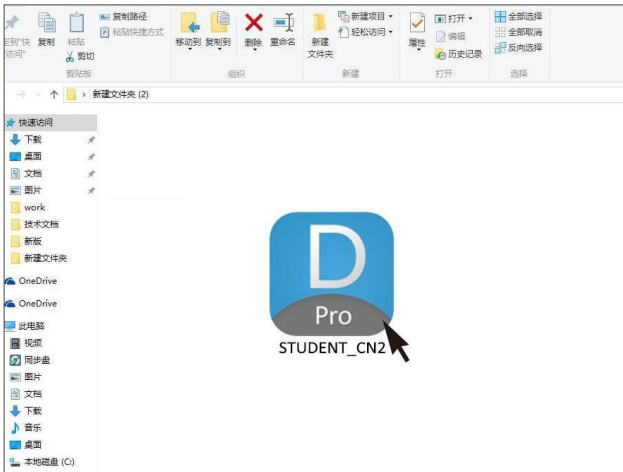 复制
粘贴
复制路径
粘贴快捷方式
剪切
剪贴板
移动到
复制到
删除
重命名
组织
新建
文件夹
新建项目
轻松访问
新建
属性
打开
编辑
历史记录
打开
全部选择
全部取消
反向选择
选择
新建文件夹 (2)
快速访问
下载
桌面
文档
图片
work
技术文档
新版
新建文件夹
OneDrive
OneDrive
此电脑
视频
同步盘
图片
文档
下载
音乐
桌面
本地磁盘 (C:)
D
Pro
STUDENT_CN2